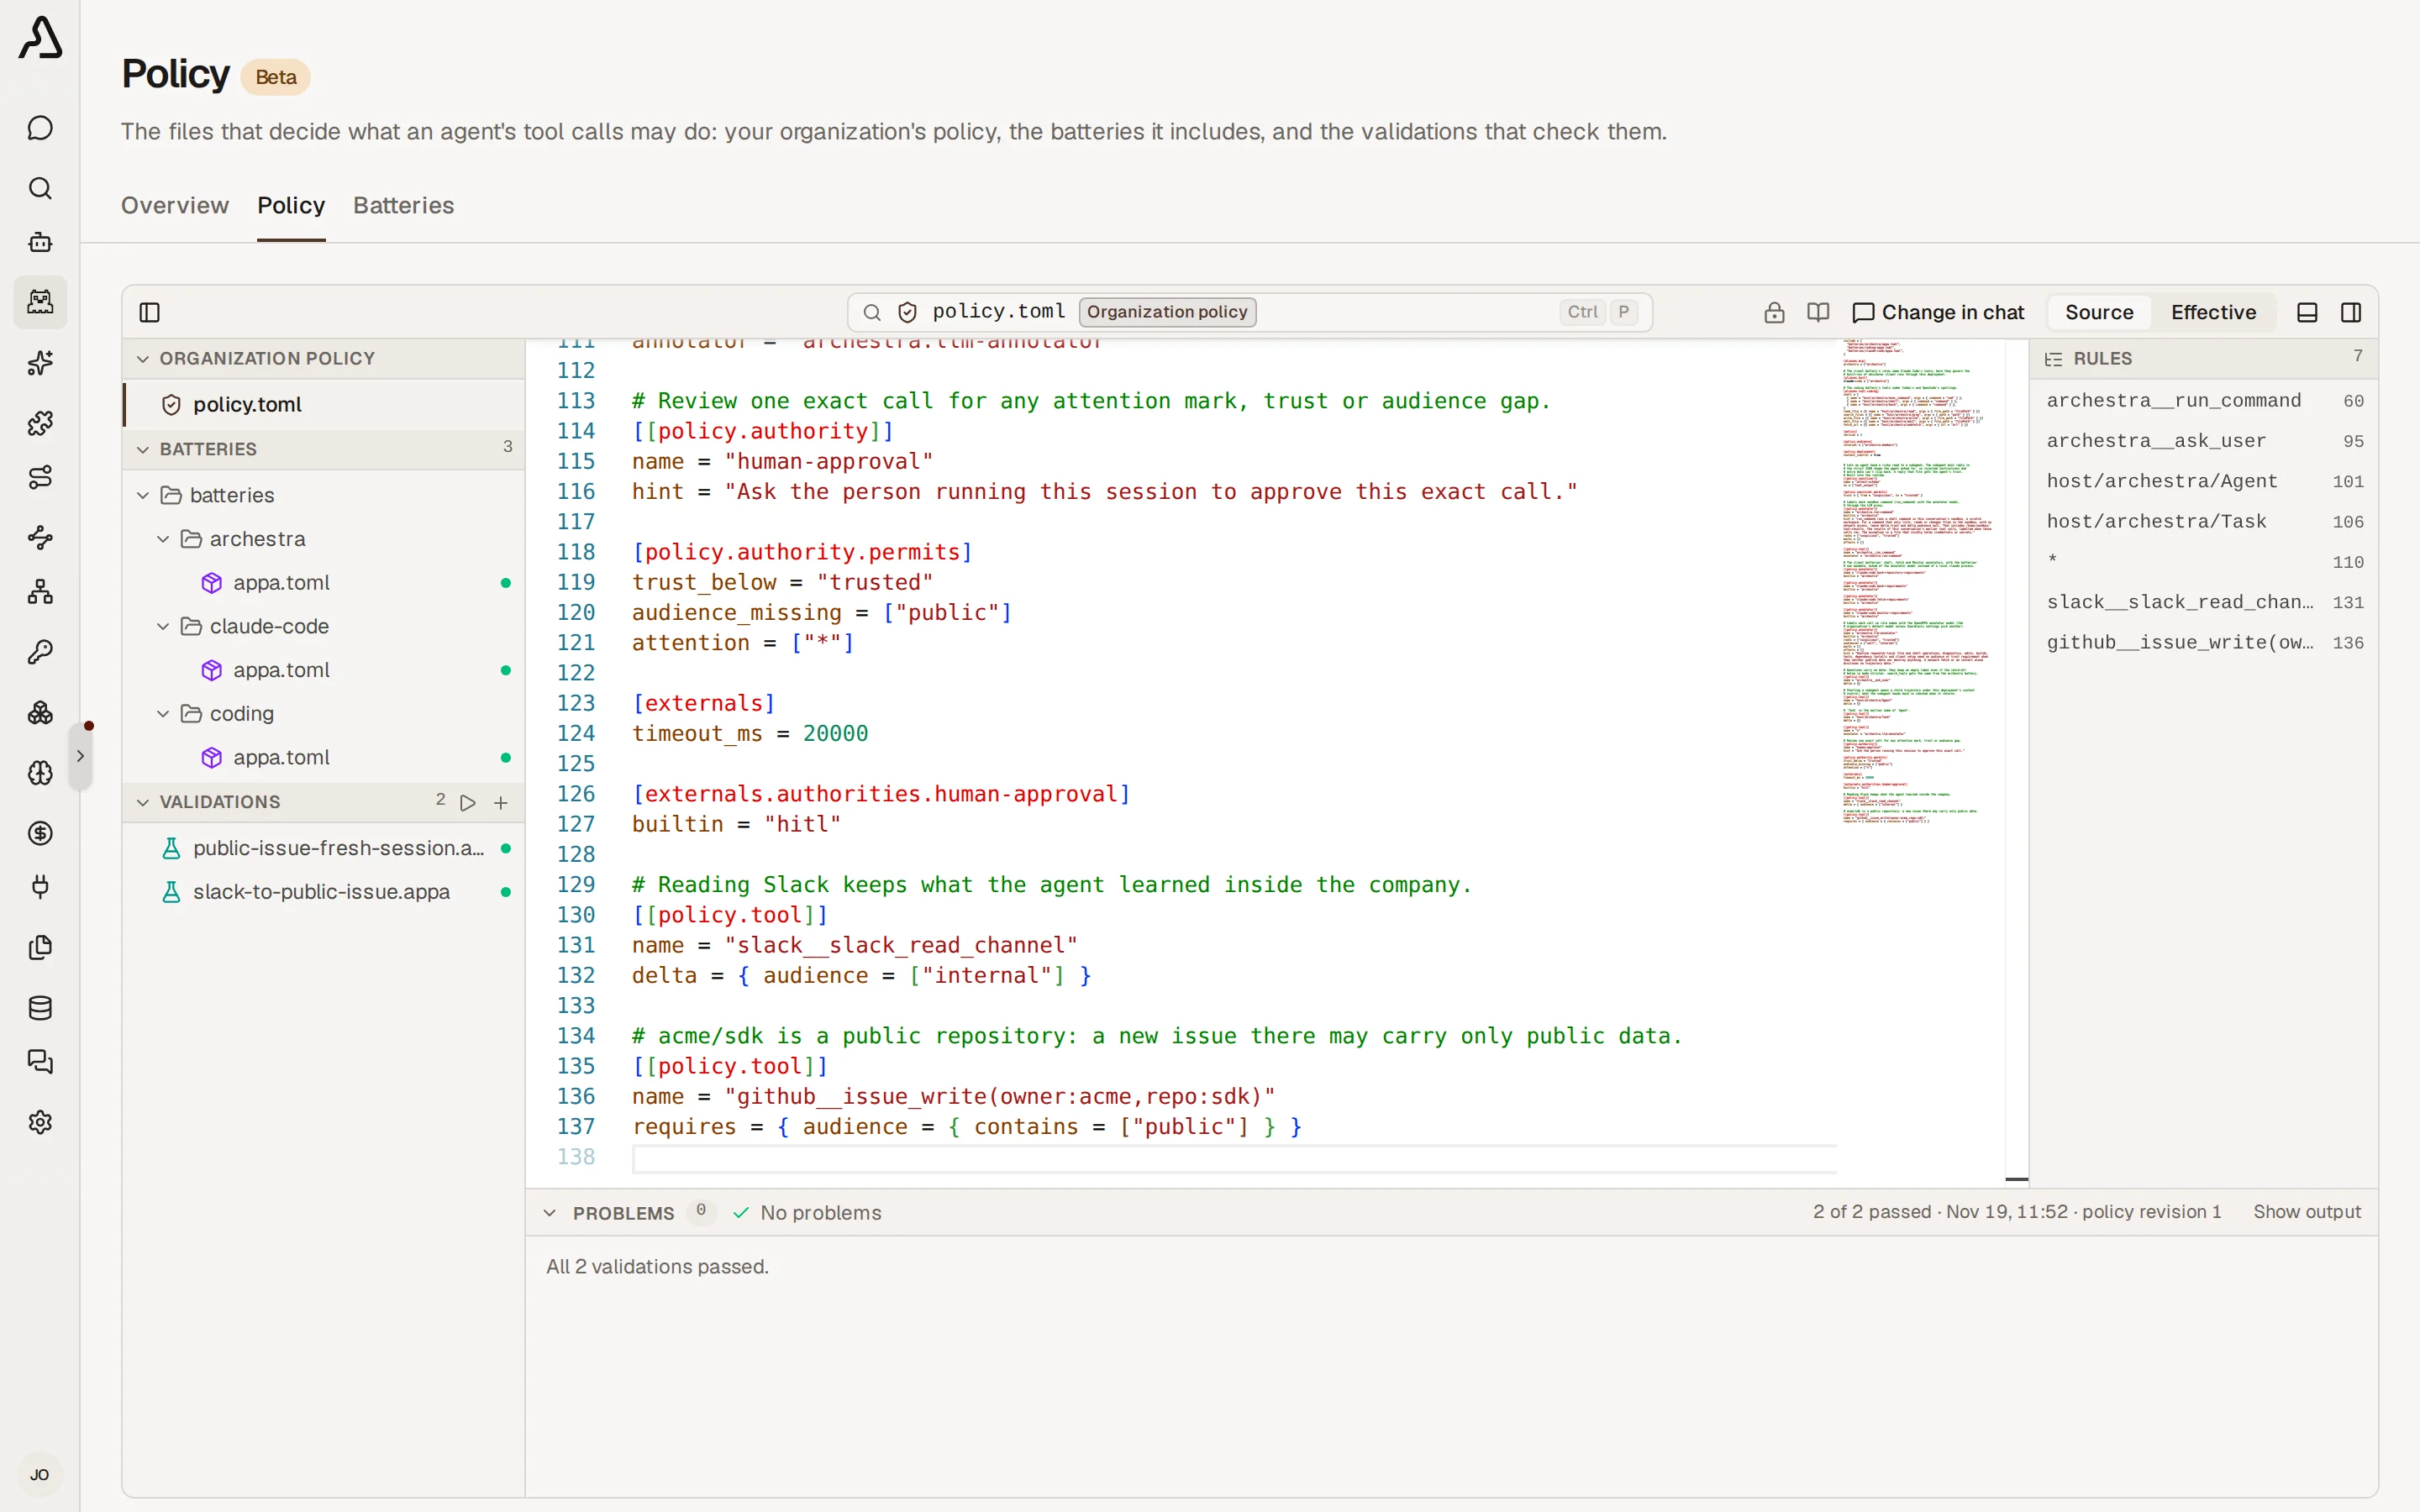 Policy Beta
The files that decide what an agent's tool calls may do: your organization's policy, the batteries it includes, and the validations that check them.
Overview Policy Batteries
policy.toml Organization policy Ctrl P
Change in chat Source Effective
ORGANIZATION POLICY
policy.toml
BATTERIES 3
batteries
archestra
appa.toml
claude-code
appa.toml
coding
appa.toml
VALIDATIONS 2
public-issue-fresh-session.a...
slack-to-public-issue.appa
111 annotator = "archestra.llm-annotator"
112
113 # Review one exact call for any attention mark, trust or audience gap.
114 [[policy.authority]]
115 name = "human-approval"
116 hint = "Ask the person running this session to approve this exact call."
117
118 [policy.authority.permits]
119 trust_below = "trusted"
120 audience_missing = ["public"]
121 attention = ["*"]
122
123 [externals]
124 timeout_ms = 20000
125
126 [externals.authorities.human-approval]
127 builtin = "hitl"
128
129 # Reading Slack keeps what the agent learned inside the company.
130 [[policy.tool]]
131 name = "slack__slack_read_channel"
132 delta = { audience = ["internal"] }
133
134 # acme/sdk is a public repository: a new issue there may carry only public data.
135 [[policy.tool]]
136 name = "github__issue_write(owner:acme,repo:sdk)"
137 requires = { audience = { contains = ["public"] } }
138
RULES 7
archestra__run_command 60
archestra__ask_user 95
host/archestra/Agent 101
host/archestra/Task 106
* 110
slack__slack_read_chan... 131
github__issue_write(ow... 136
PROBLEMS 0 No problems
2 of 2 passed · Nov 19, 11:52 · policy revision 1 Show output
All 2 validations passed.
JO